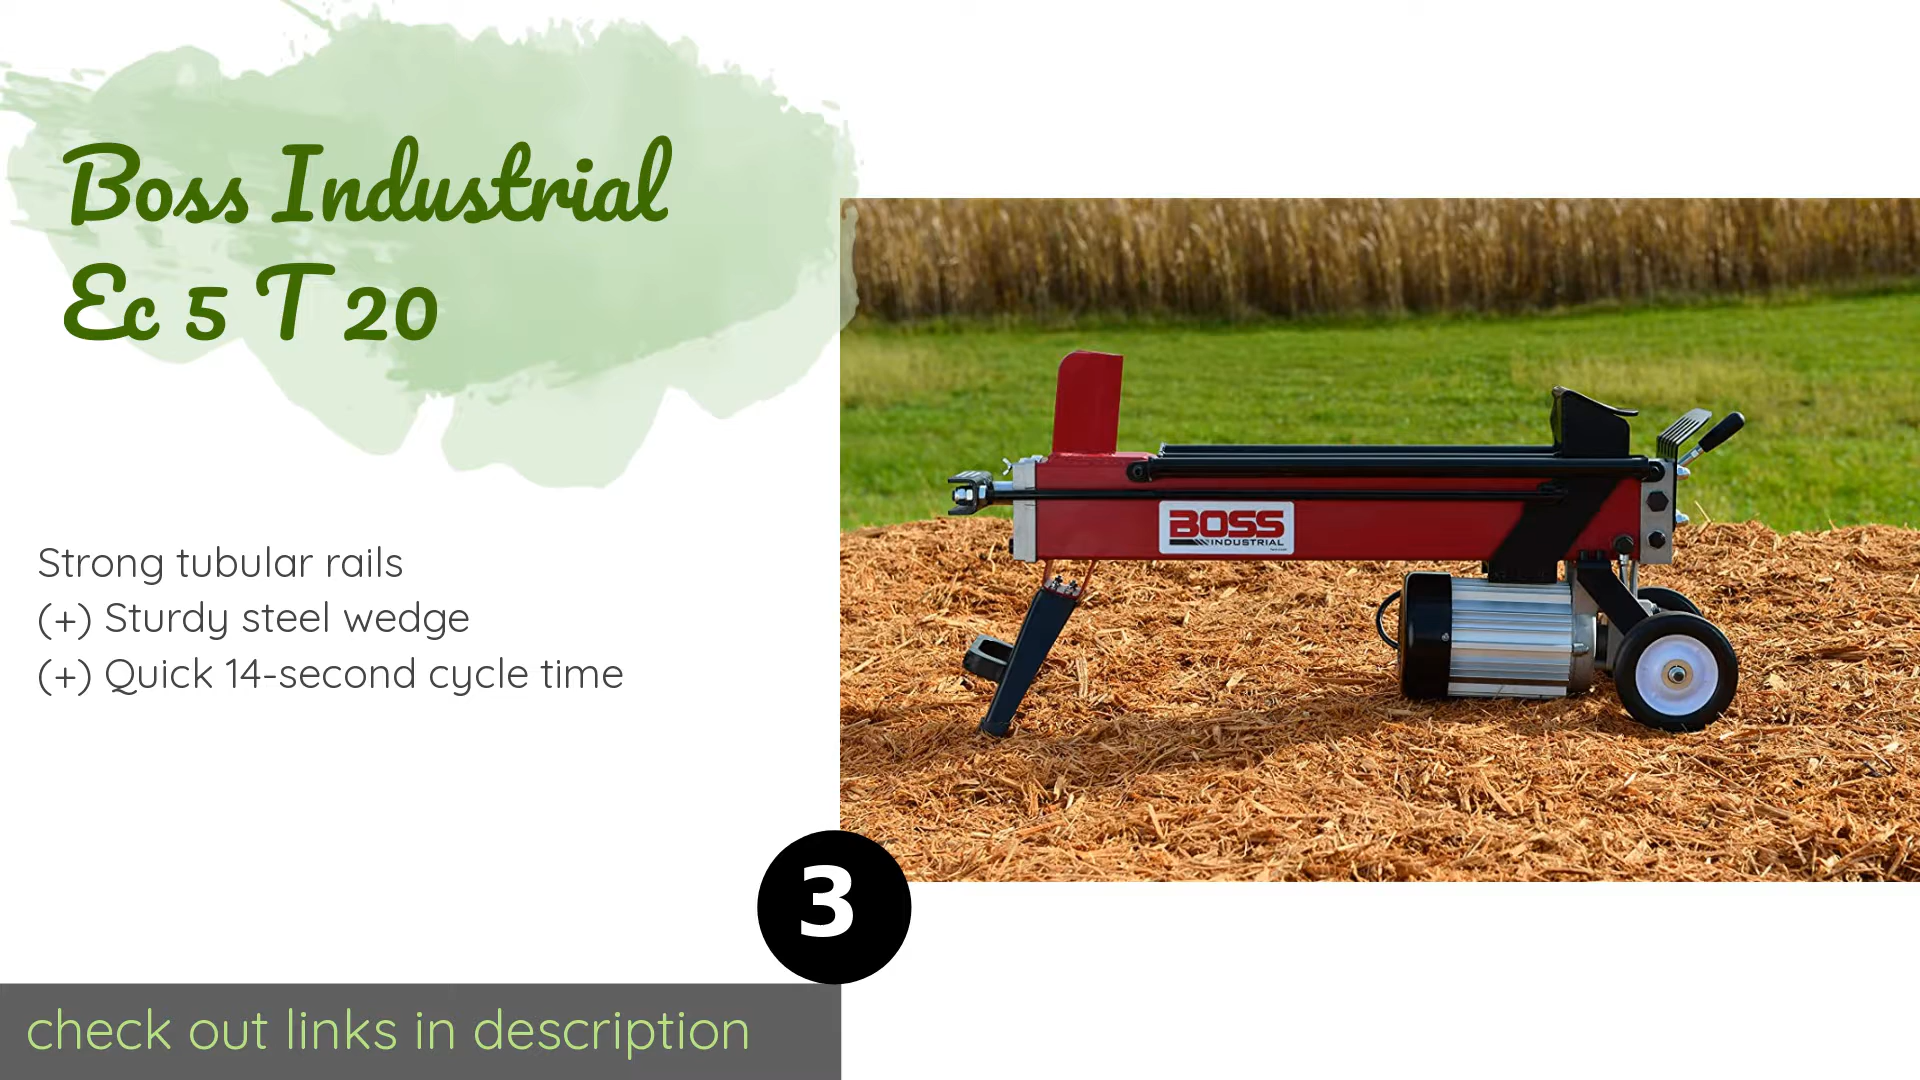 Boss Industrial
Ec 5 T 20
Strong tubular rails
(+) Sturdy steel wedge
(+) Quick 14-second cycle time
BOSS
INDUSTRIAL
3
check out links in description